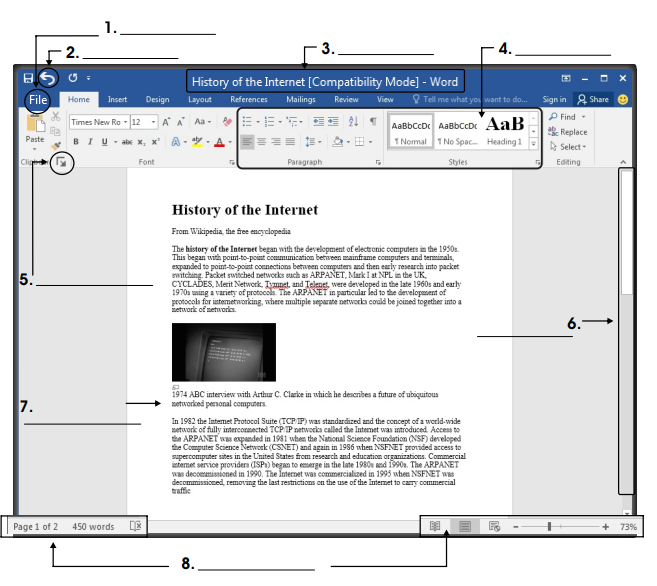 1. ____________
2. ____________
3. ____________
4. ____________
History of the Internet [Compatibility Mode] - Word
File Home Insert Design Layout References Mailings Review View Tell me what you want to do... Sign in Share
Paste
Times New Ro 12 A A Aa
B I U abc X₂ X² A aby A
AaBbCcDc AaBbCcDc AaB
¶ Normal ¶ No Spac... Heading 1
Find
Replace
Select
Font Paragraph Styles Editing
History of the Internet
From Wikipedia, the free encyclopedia
The history of the Internet began with the development of electronic computers in the 1950s.
This began with point-to-point communication between mainframe computers and terminals,
expanded to point-to-point connections between computers and then early research into packet
switching. Packet switched networks such as ARPANET, Mark I at NPL in the UK,
CYCLADES, Merit Network, Tymnet, and Telenet, were developed in the late 1960s and early
1970s using a variety of protocols. The ARPANET in particular led to the development of
protocols for internetworking, where multiple separate networks could be joined together into a
network of networks.
5. ____________
6. ____________
1974 ABC interview with Arthur C. Clarke in which he describes a future of ubiquitous
networked personal computers.
7. ____________
In 1982 the Internet Protocol Suite (TCP/IP) was standardized and the concept of a world-wide
network of fully interconnected TCP/IP networks called the Internet was introduced. Access to
the ARPANET was expanded in 1981 when the National Science Foundation (NSF) developed
the Computer Science Network (CSNET) and again in 1986 when NSFNET provided access to
supercomputer sites in the United States from research and education organizations. Commercial
internet service providers (ISPs) began to emerge in the late 1980s and 1990s. The ARPANET
was decommissioned in 1990. The Internet was commercialized in 1995 when NSFNET was
decommissioned, removing the last restrictions on the use of the Internet to carry commercial
traffic
Page 1 of 2 450 words 73%
8. ____________